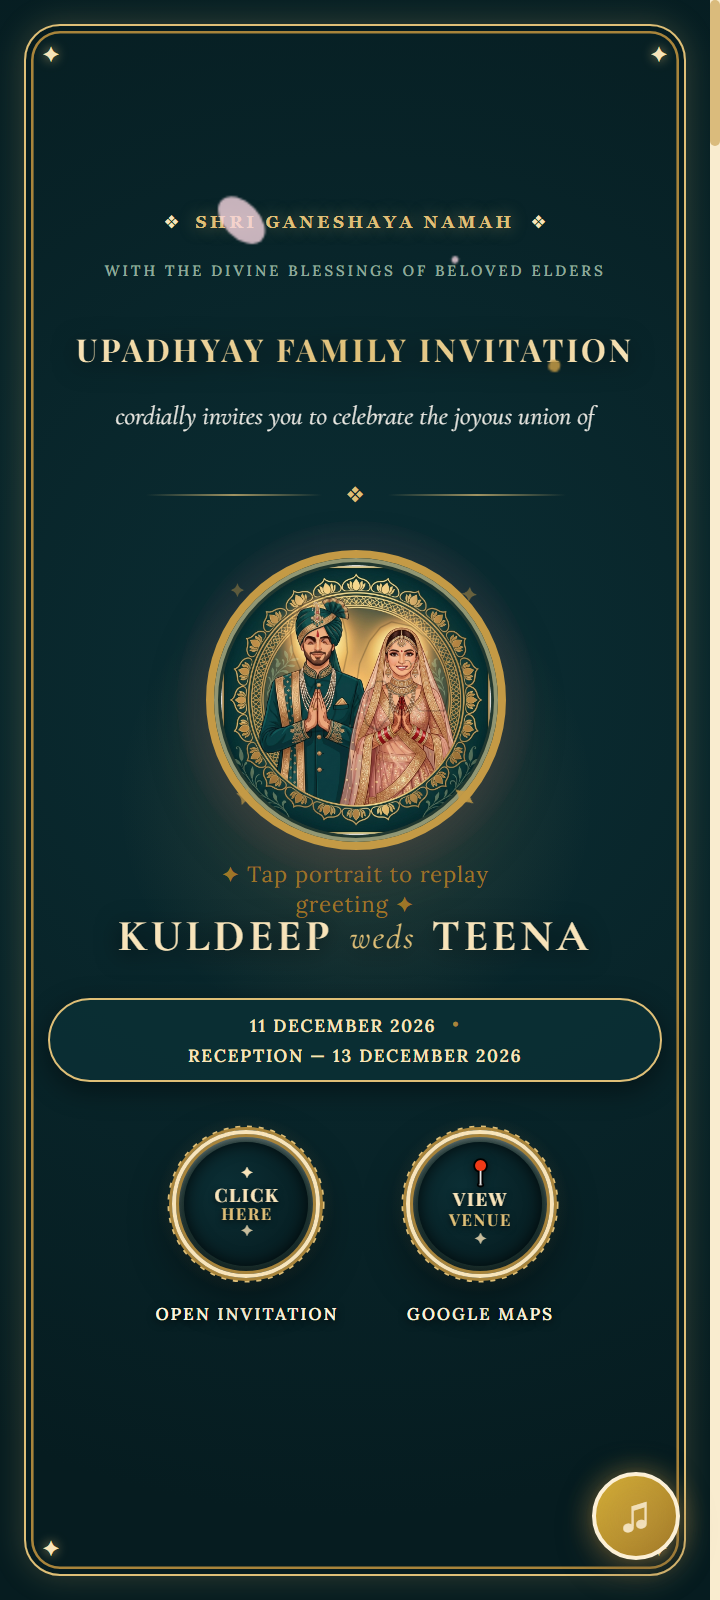 ❖ SHRI GANESHAYA NAMAH ❖
WITH THE DIVINE BLESSINGS OF BELOVED ELDERS
UPADHYAY FAMILY INVITATION
cordially invites you to celebrate the joyous union of
❖
✦ Tap portrait to replay
greeting ✦
KULDEEP weds TEENA
11 DECEMBER 2026 •
RECEPTION — 13 DECEMBER 2026
✦
CLICK
HERE
✦
OPEN INVITATION
📍
VIEW
VENUE
✦
GOOGLE MAPS